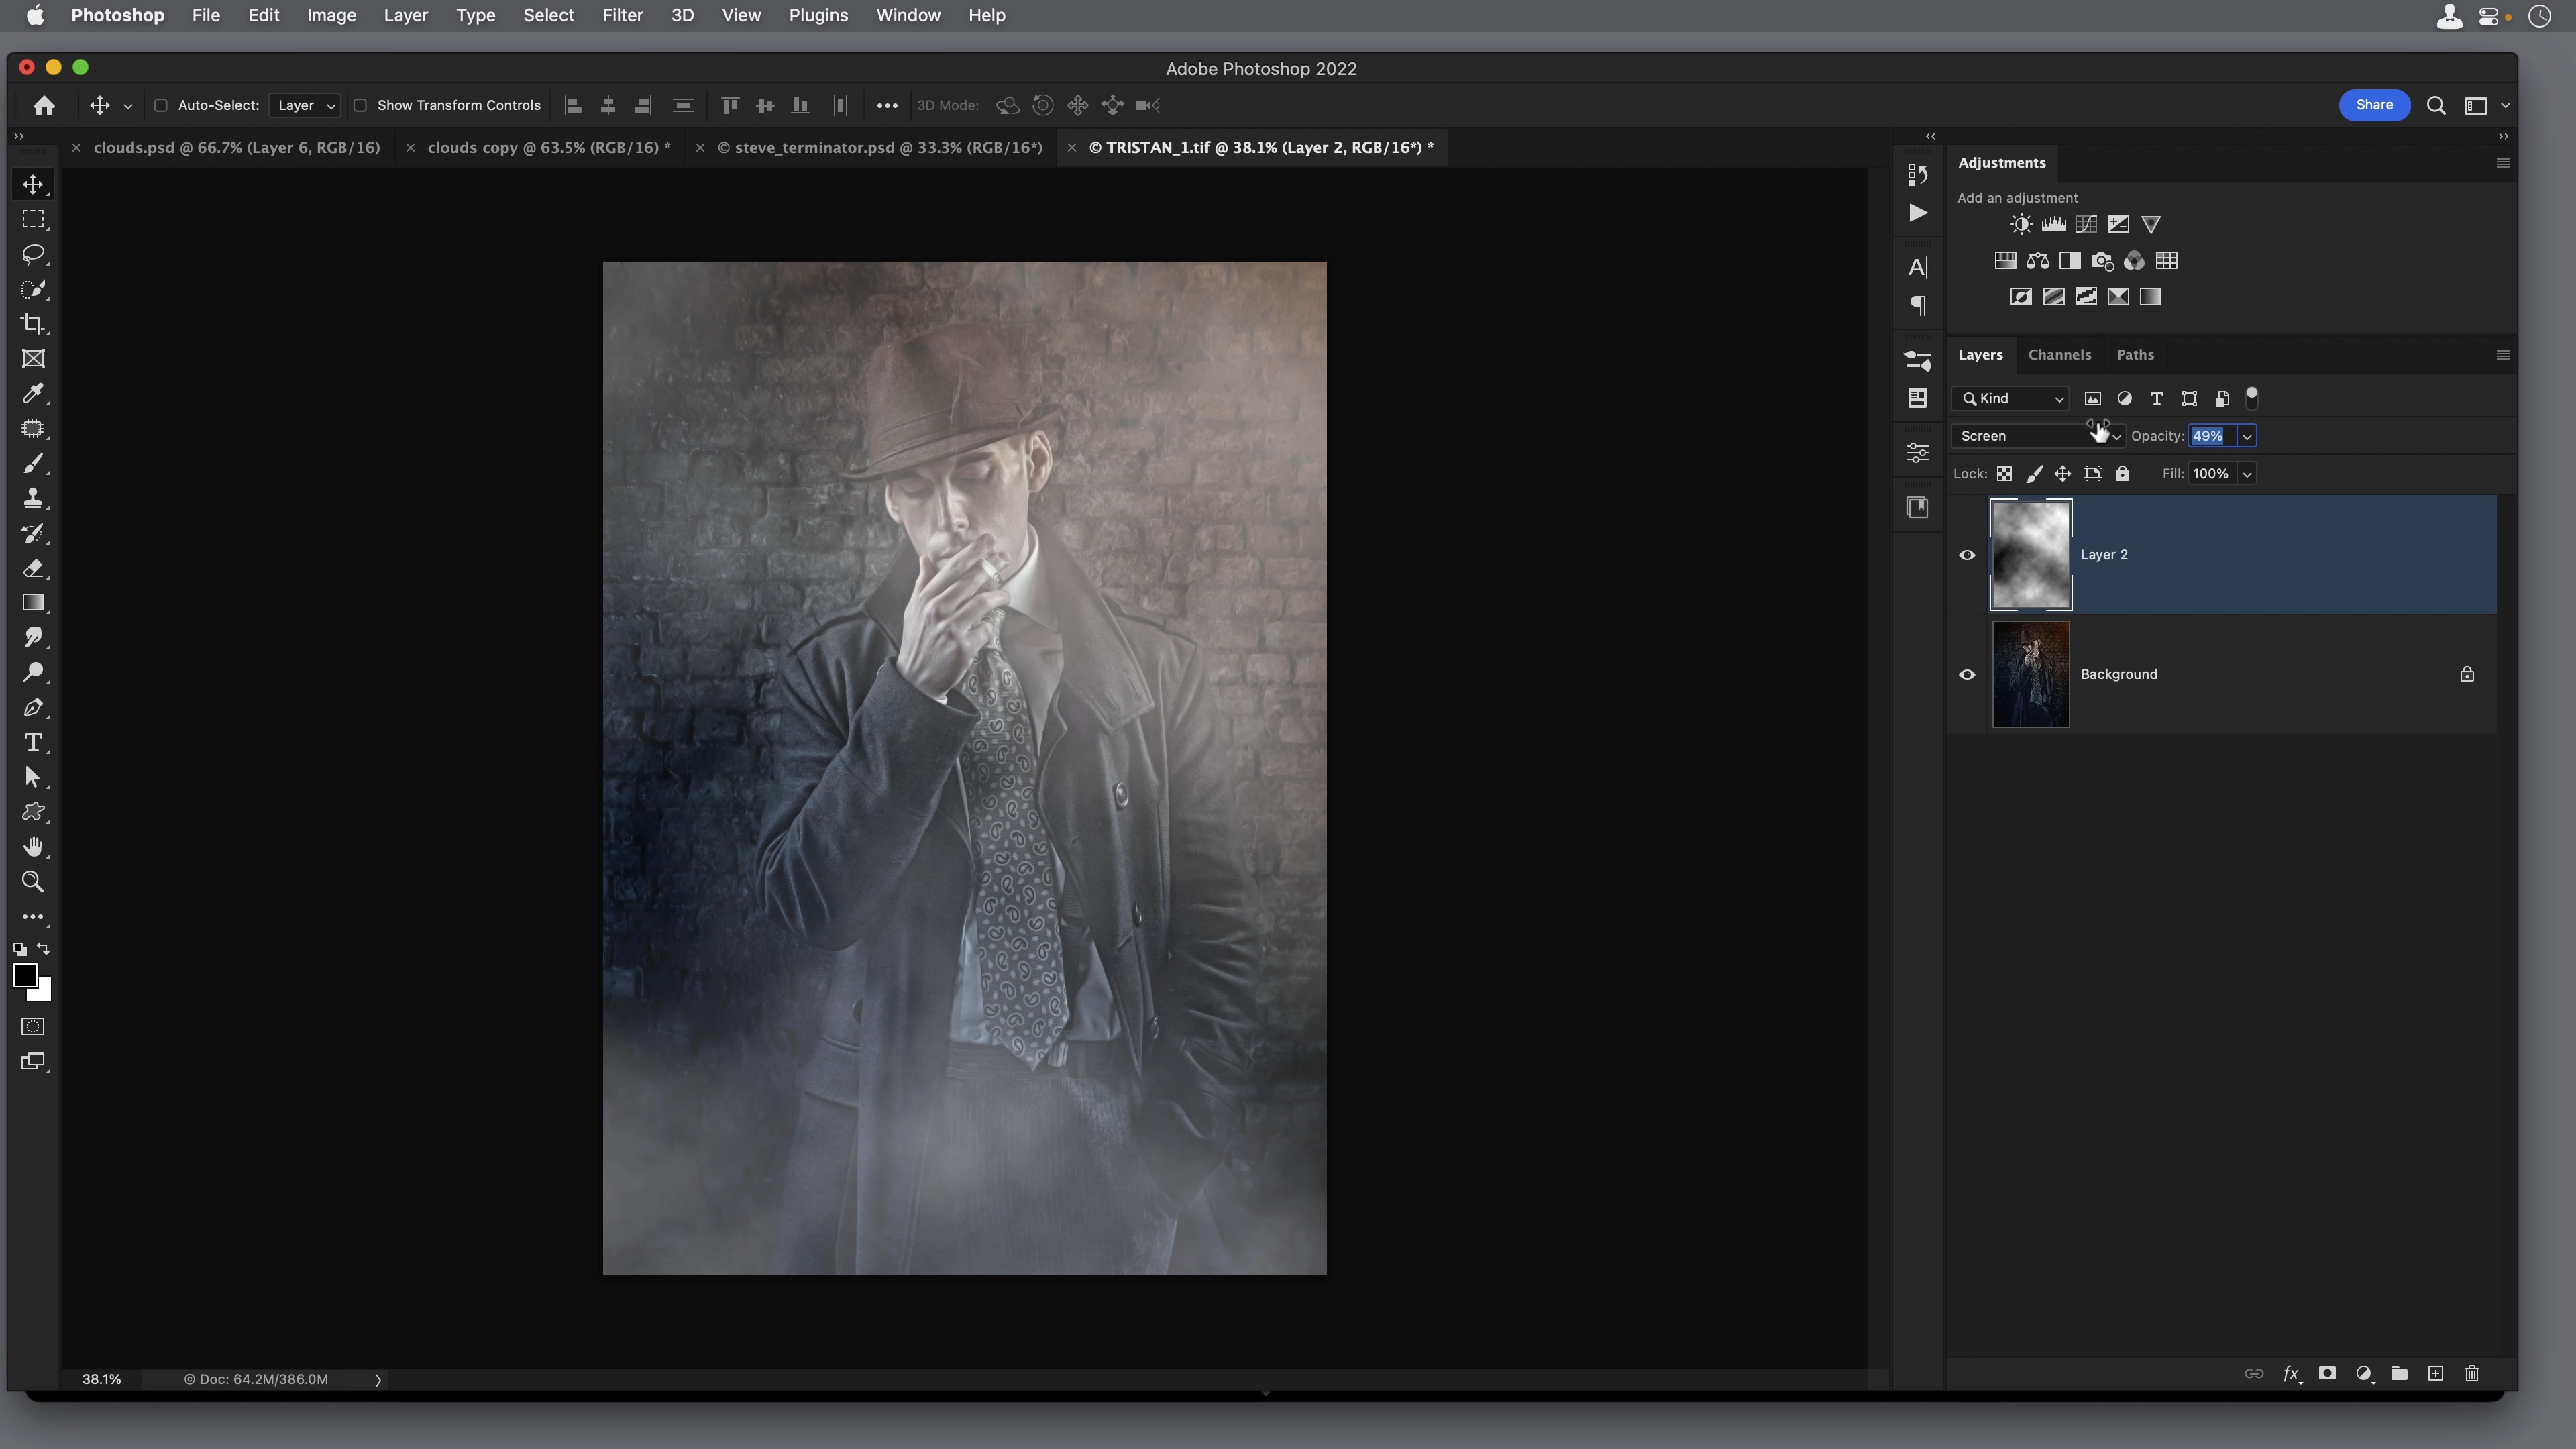 Photoshop File Edit Image Layer Type Select Filter 3D View Plugins Window Help
Adobe Photoshop 2022
Auto-Select: Layer Show Transform Controls 3D Mode: Share
clouds.psd @ 66.7% (Layer 6, RGB/16) clouds copy @ 63.5% (RGB/16) * © steve_terminator.psd @ 33.3% (RGB/16*) © TRISTAN_1.tif @ 38.1% (Layer 2, RGB/16*) *
Adjustments
Add an adjustment
Layers Channels Paths
Kind
Screen Opacity: 49%
Lock: Fill: 100%
Layer 2
Background
38.1% © Doc: 64.2M/386.0M